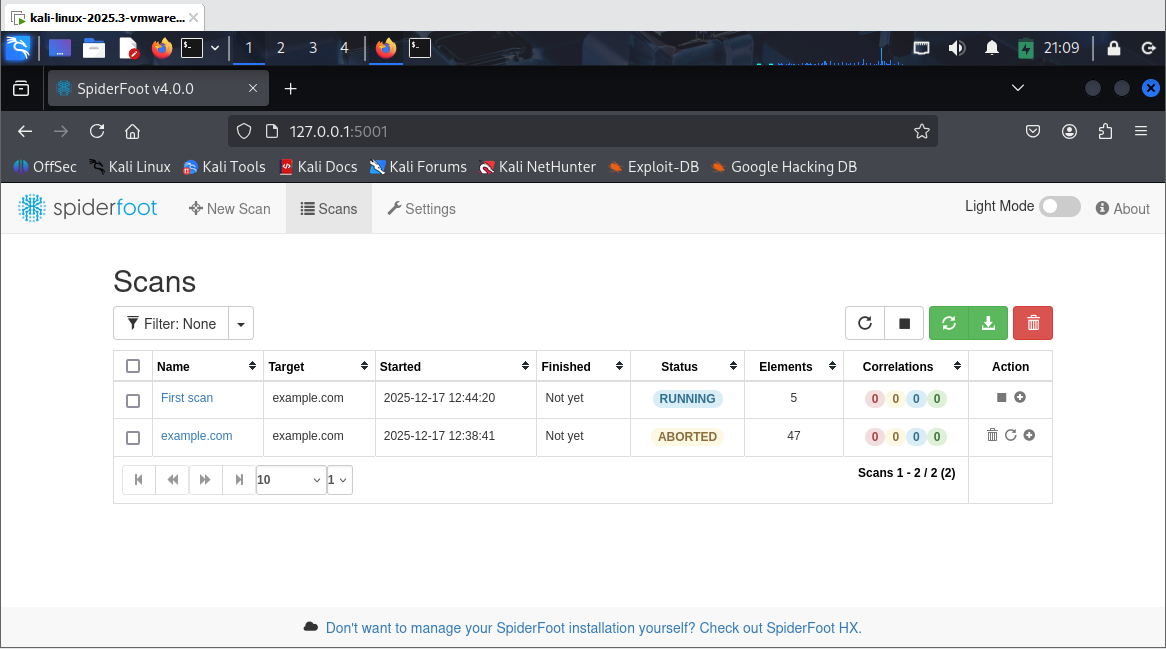 kali-linux-2025.3-vmware...
1 2 3 4 21:09
SpiderFoot v4.0.0
127.0.0.1:5001
OffSec Kali Linux Kali Tools Kali Docs Kali Forums Kali NetHunter Exploit-DB Google Hacking DB
spiderfoot New Scan Scans Settings Light Mode About
Scans
Filter: None
Name Target Started Finished Status Elements Correlations Action
First scan example.com 2025-12-17 12:44:20 Not yet RUNNING 5 0 0 0 0
example.com example.com 2025-12-17 12:38:41 Not yet ABORTED 47 0 0 0 0
10 1 Scans 1 - 2 / 2 (2)
Don't want to manage your SpiderFoot installation yourself? Check out SpiderFoot HX.